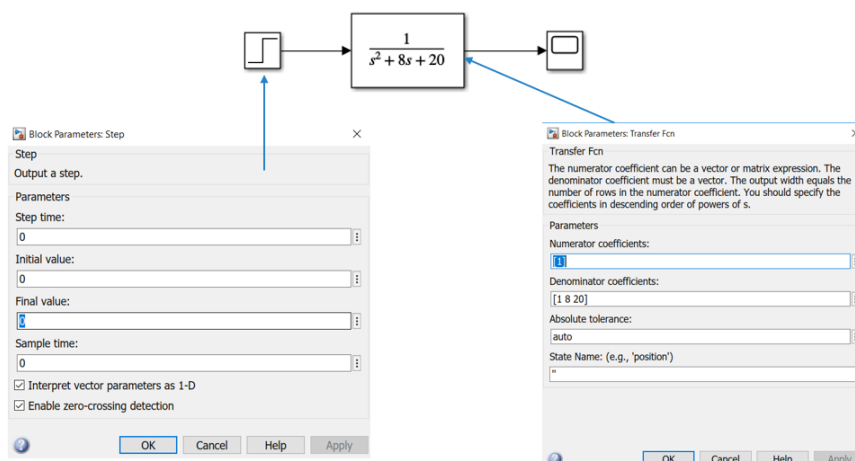 1
s² + 8s + 20
Block Parameters: Step
Step
Output a step.
Parameters
Step time:
0
Initial value:
0
Final value:
0
Sample time:
0
Interpret vector parameters as 1-D
Enable zero-crossing detection
OK Cancel Help Apply
Block Parameters: Transfer Fcn
Transfer Fcn
The numerator coefficient can be a vector or matrix expression. The
denominator coefficient must be a vector. The output width equals the
number of rows in the numerator coefficient. You should specify the
coefficients in descending order of powers of s.
Parameters
Numerator coefficients:
[1]
Denominator coefficients:
[1 8 20]
Absolute tolerance:
auto
State Name: (e.g., 'position')
''
OK Cancel Help Apply